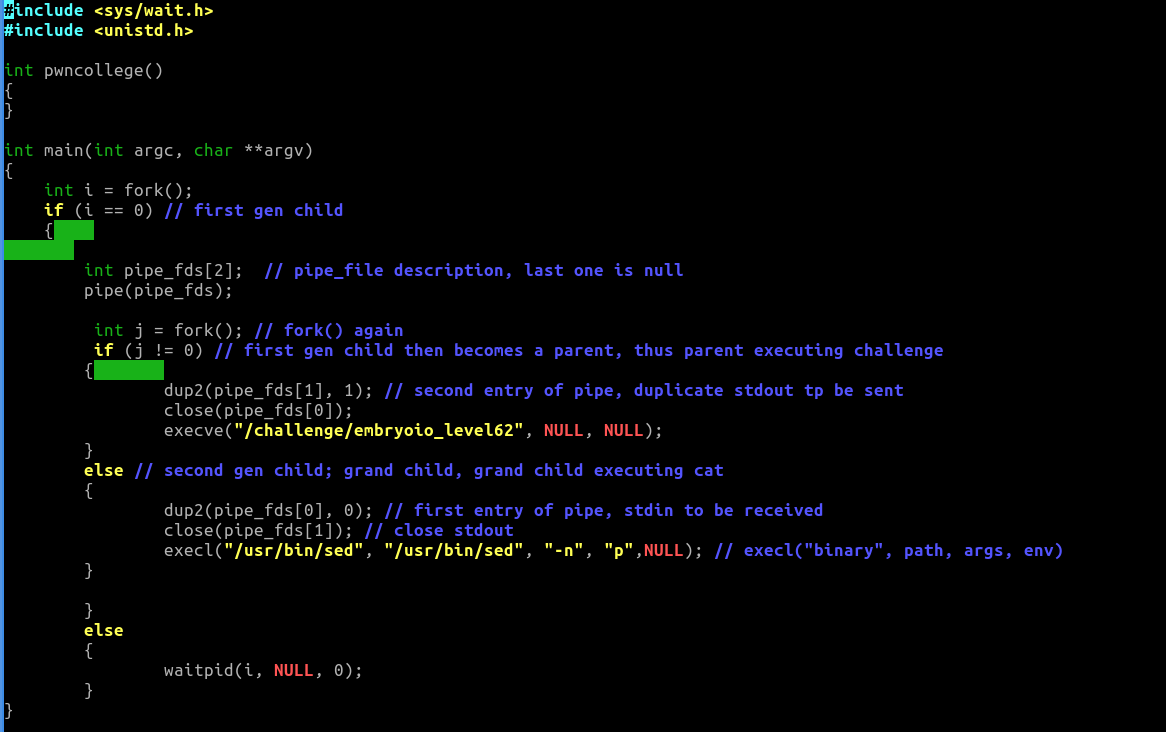 #include <sys/wait.h>
#include <unistd.h>

int pwncollege()
{
}

int main(int argc, char **argv)
{
    int i = fork();
    if (i == 0) // first gen child
    {

        int pipe_fds[2];  // pipe_file description, last one is null
        pipe(pipe_fds);

         int j = fork(); // fork() again
         if (j != 0) // first gen child then becomes a parent, thus parent executing challenge
        {
                dup2(pipe_fds[1], 1); // second entry of pipe, duplicate stdout tp be sent
                close(pipe_fds[0]);
                execve("/challenge/embryoio_level62", NULL, NULL);
        }
        else // second gen child; grand child, grand child executing cat
        {
                dup2(pipe_fds[0], 0); // first entry of pipe, stdin to be received
                close(pipe_fds[1]); // close stdout
                execl("/usr/bin/sed", "/usr/bin/sed", "-n", "p",NULL); // execl("binary", path, args, env)
        }

        }
        else
        {
                waitpid(i, NULL, 0);
        }
}